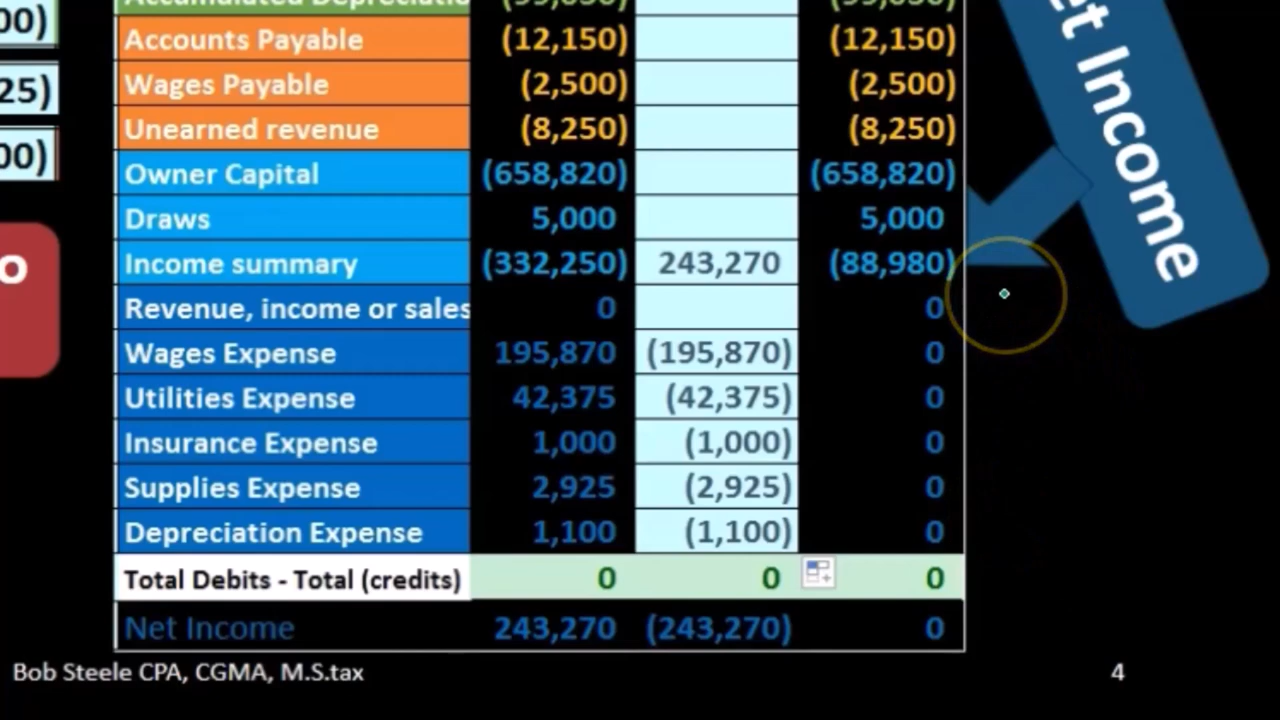 Accumulated Depreciatio
00)
Accounts Payable (12,150) (12,150)
25)
Wages Payable (2,500) (2,500)
Unearned revenue (8,250) (8,250)
00)
Owner Capital (658,820) (658,820)
Draws 5,000 5,000
o
Income summary (332,250) 243,270 (88,980)
et Income
Revenue, income or sales 0 0
Wages Expense 195,870 (195,870) 0
Utilities Expense 42,375 (42,375) 0
Insurance Expense 1,000 (1,000) 0
Supplies Expense 2,925 (2,925) 0
Depreciation Expense 1,100 (1,100) 0
Total Debits - Total (credits) 0 0 0
Net Income 243,270 (243,270) 0
Bob Steele CPA, CGMA, M.S.tax 4